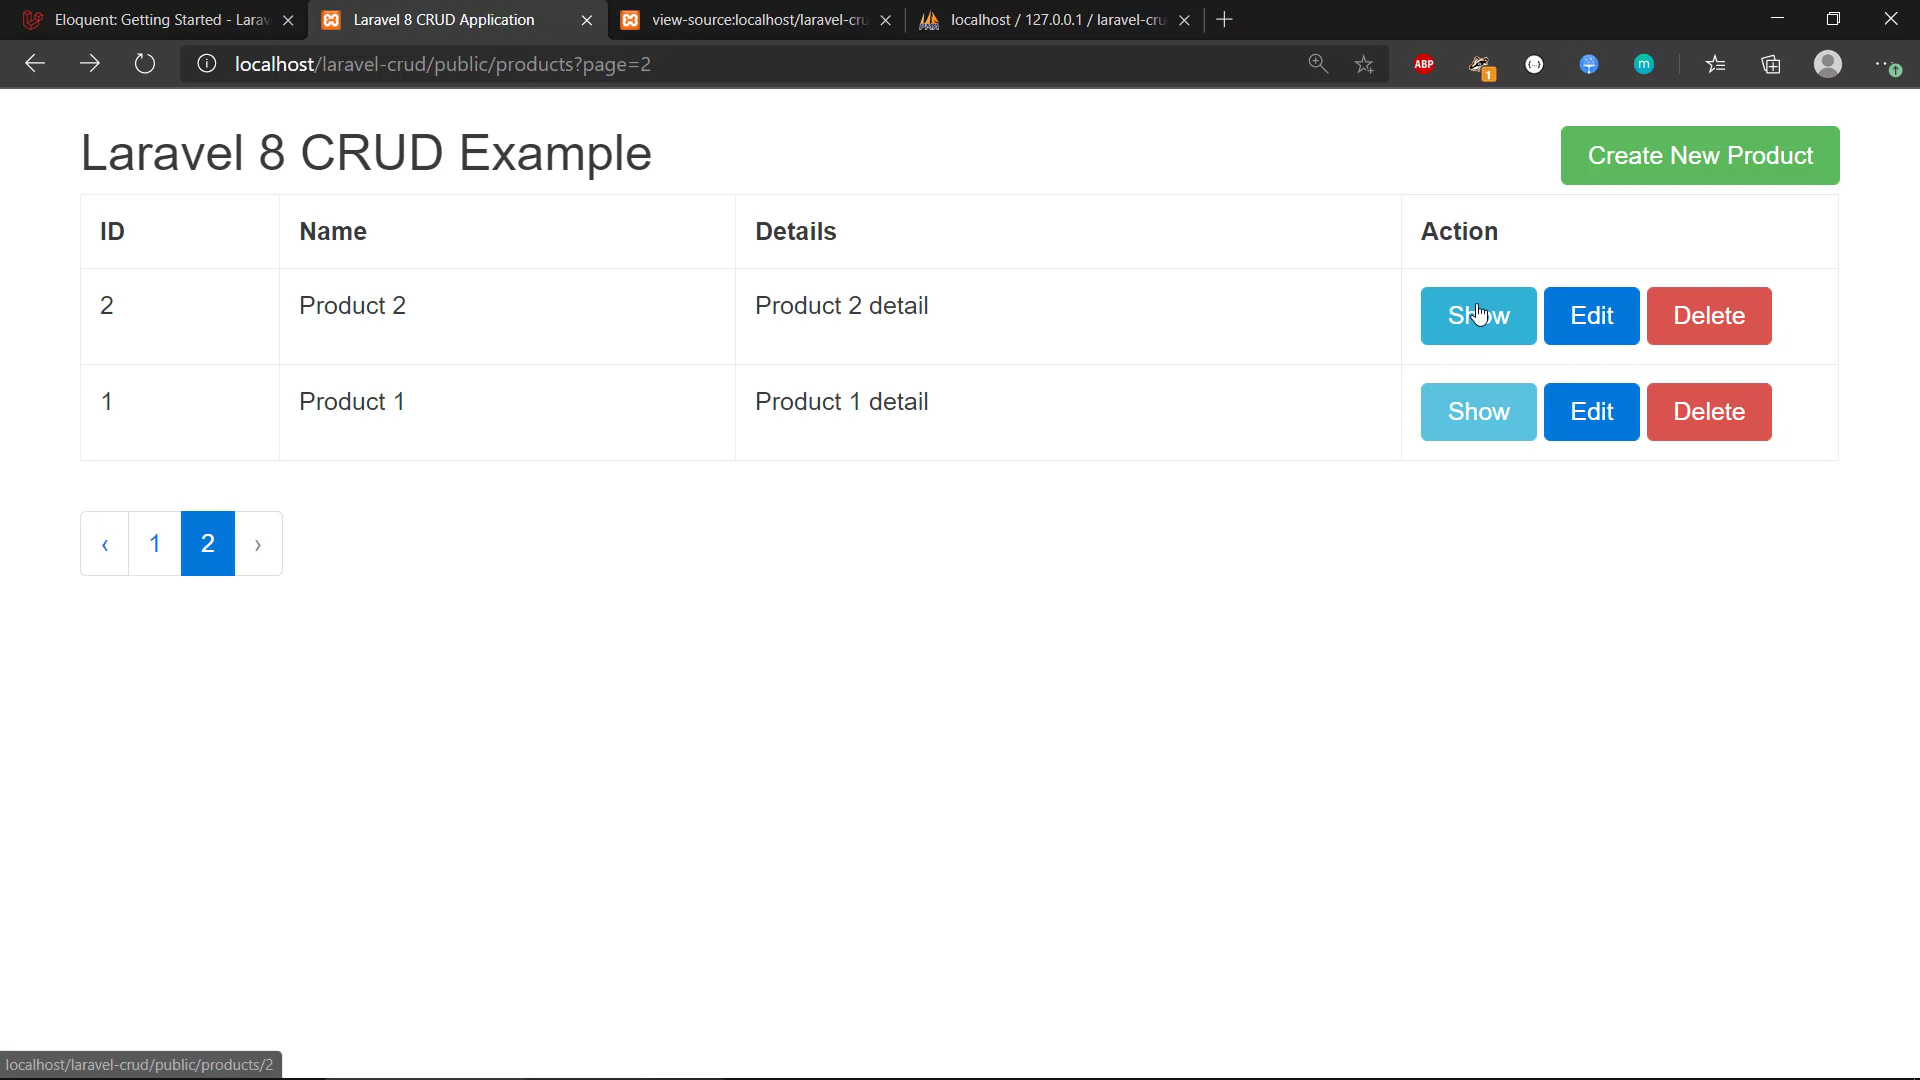 Eloquent: Getting Started - Larav
Laravel 8 CRUD Application
view-source:localhost/laravel-cru
localhost / 127.0.0.1 / laravel-cru
localhost/laravel-crud/public/products?page=2
ABP
1
{··}
m
Laravel 8 CRUD Example
Create New Product
ID Name Details Action
2 Product 2 Product 2 detail Show Edit Delete
1 Product 1 Product 1 detail Show Edit Delete
‹ 1 2 ›
localhost/laravel-crud/public/products/2